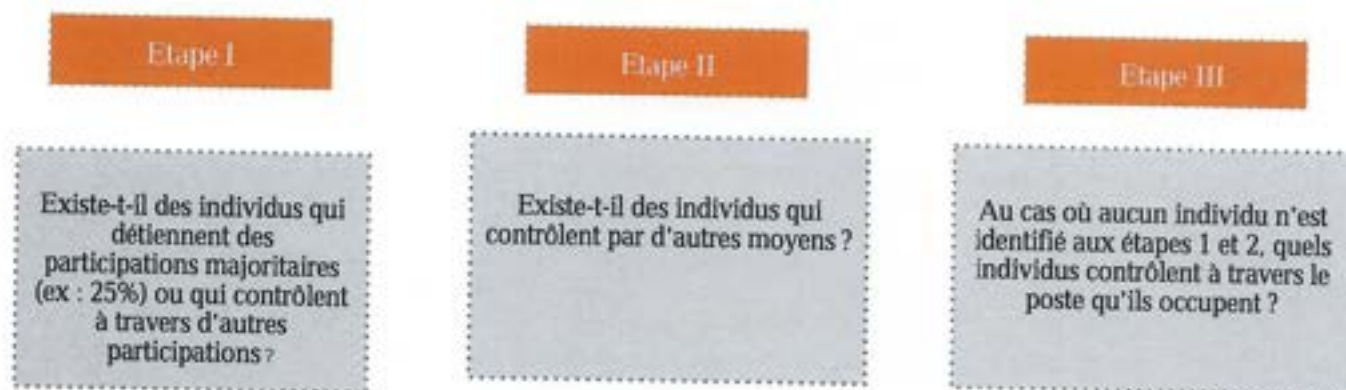 Etape I
Existe-t-il des individus qui
détiennent des
participations majoritaires
(ex : 25%) ou qui contrôlent
à travers d'autres
participations ?
Etape II
Existe-t-il des individus qui
contrôlent par d'autres moyens ?
Etape III
Au cas où aucun individu n'est
identifié aux étapes 1 et 2, quels
individus contrôlent à travers le
poste qu'ils occupent ?